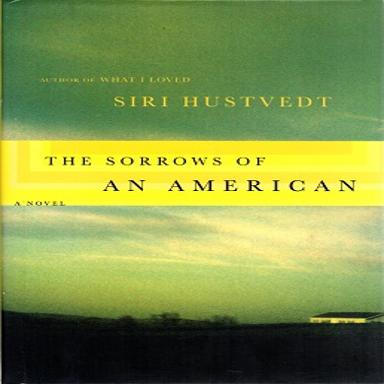 AUTHOR OF WHAT I LOVED
SIRI HUSTVEDT
THE SORROWS OF
AN AMERICAN
A NOVEL